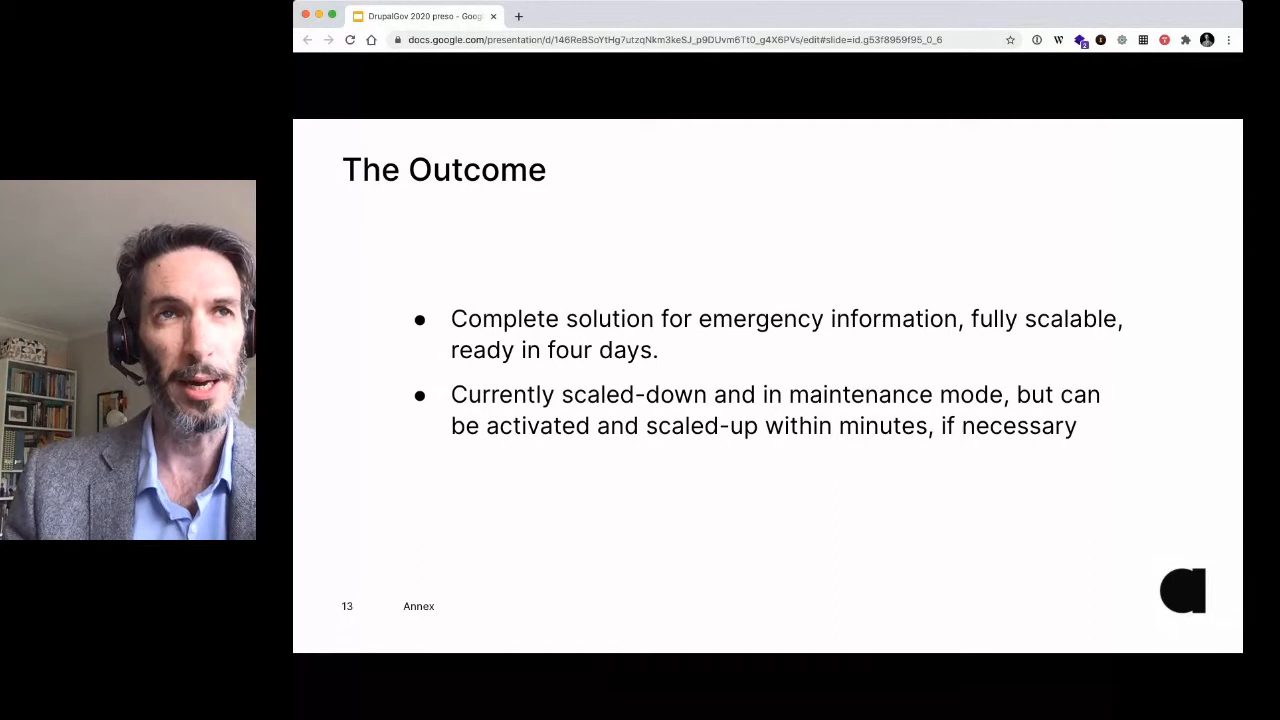 DrupalGov 2020 preso - Goog
docs.google.com/presentation/d/146ReBSoYtHg7utzqNkm3keSJ_p9DUvm6Tt0_g4X6PVs/edit#slide=id.g53f8959f95_0_6
The Outcome
● Complete solution for emergency information, fully scalable,
ready in four days.
● Currently scaled-down and in maintenance mode, but can
be activated and scaled-up within minutes, if necessary
13 Annex